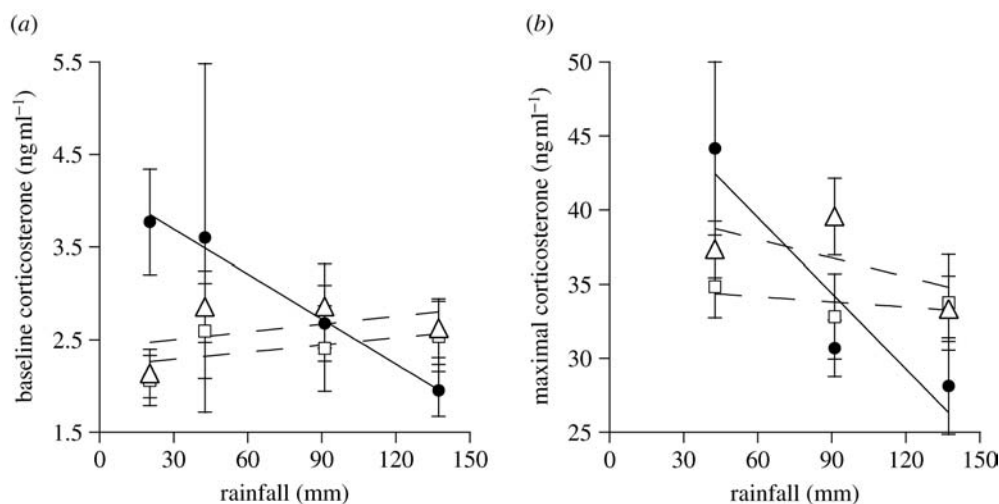 (a)
5.5
4.5
3.5
2.5
1.5
baseline corticosterone (ng ml⁻¹)
0 30 60 90 120 150
rainfall (mm)
(b)
50
45
40
35
30
25
maximal corticosterone (ng ml⁻¹)
0 30 60 90 120 150
rainfall (mm)